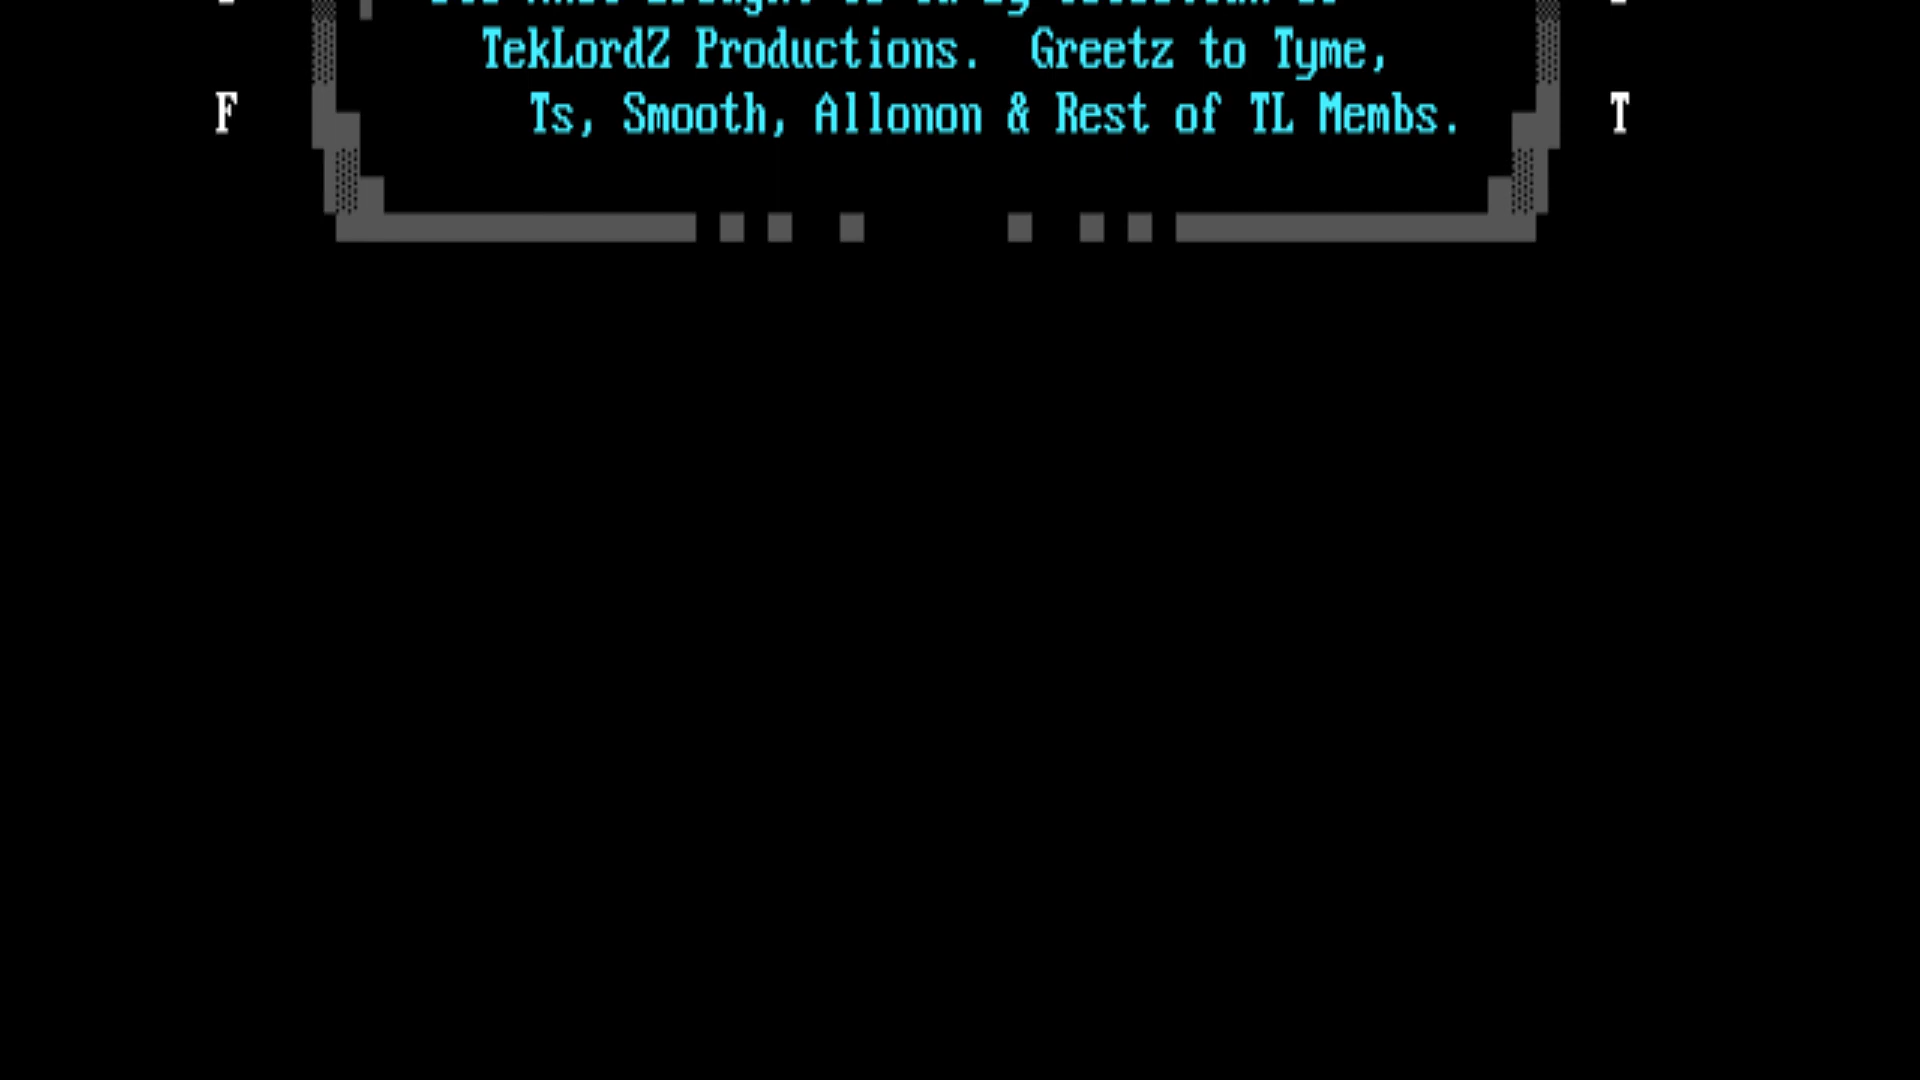 TekLordZ Productions.  Greetz to Tyme,
F Ts, Smooth, Allonon & Rest of TL Membs. T